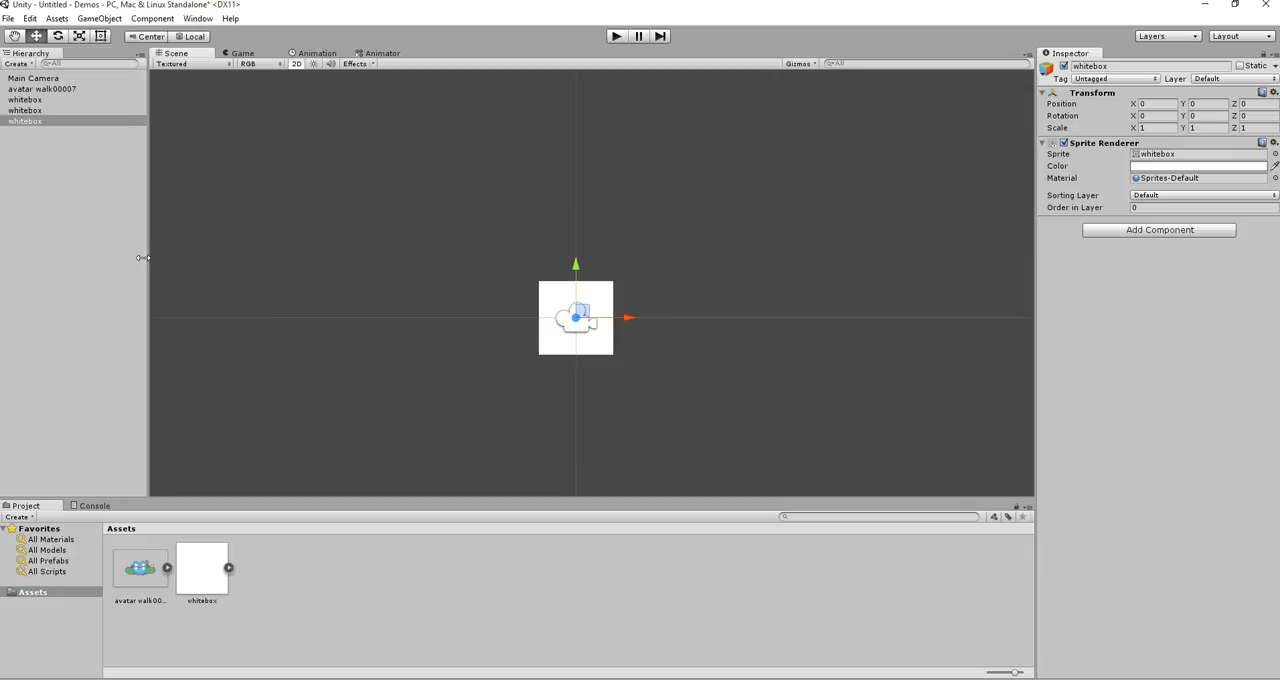 Unity - Untitled - Demos - PC, Mac & Linux Standalone* <DX11>
File Edit Assets GameObject Component Window Help
Center Local Layers Layout
Hierarchy
Create All
Main Camera
avatar walk00007
whitebox
whitebox
whitebox
Scene Game Animation Animator
Textured RGB 2D Effects Gizmos All
Inspector
whitebox Static
Tag Untagged Layer Default
Transform
Position X 0 Y 0 Z 0
Rotation X 0 Y 0 Z 0
Scale X 1 Y 1 Z 1
Sprite Renderer
Sprite whitebox
Color
Material Sprites-Default
Sorting Layer Default
Order in Layer 0
Add Component
Project Console
Create
Favorites
All Materials
All Models
All Prefabs
All Scripts
Assets
Assets
avatar walk00... whitebox